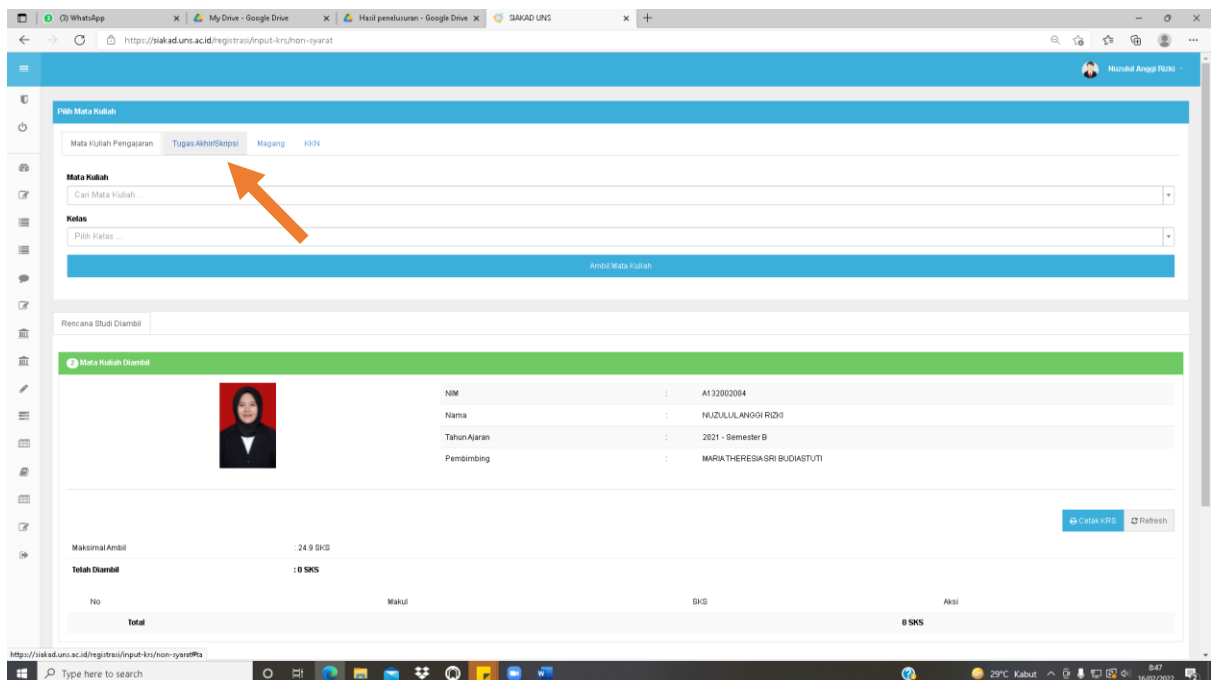 (2) WhatsApp
My Drive - Google Drive
Hasil penelusuran - Google Drive
SIAKAD UNS
https://siakad.uns.ac.id/registrasi/input-krs/non-syarat
Nuzulul Anggi Rizki
Pilih Mata Kuliah
Mata Kuliah Pengajaran Tugas Akhir/Skripsi Magang KKN
Mata Kuliah
Cari Mata Kuliah ...
Kelas
Pilih Kelas ...
Ambil Mata Kuliah
Rencana Studi Diambil
2 Mata Kuliah Diambil
NIM : A132002004
Nama : NUZULUL ANGGI RIZKI
Tahun Ajaran : 2021 - Semester B
Pembimbing : MARIA THERESIA SRI BUDIASTUTI
Cetak KRS Refresh
Maksimal Ambil : 24.9 SKS
Telah Diambil : 0 SKS
No Makul SKS Aksi
Total 0 SKS
https://siakad.uns.ac.id/registrasi/input-krs/non-syarat#ta
Type here to search
29°C Kabut
8:47
16/02/2022